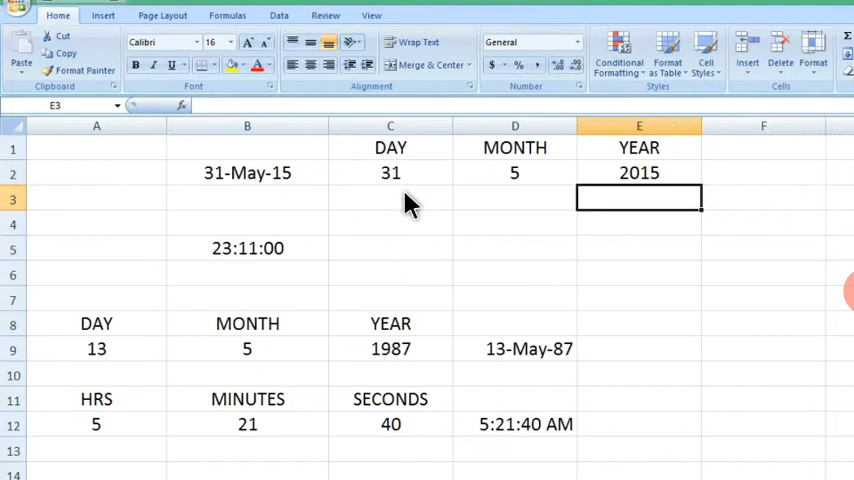 Home Insert Page Layout Formulas Data Review View
Cut
Copy
Format Painter
Paste
Clipboard
Calibri 16 A A
B I U A
Font
Wrap Text
Merge & Center
Alignment
General
$ % ,
Number
Conditional Formatting
Format as Table
Cell Styles
Styles
Insert Delete Format
Cells
Σ
E3 fx
A B C D E F
1 DAY MONTH YEAR
2 31-May-15 31 5 2015
3
4
5 23:11:00
6
7
8 DAY MONTH YEAR
9 13 5 1987 13-May-87
10
11 HRS MINUTES SECONDS
12 5 21 40 5:21:40 AM
13
14